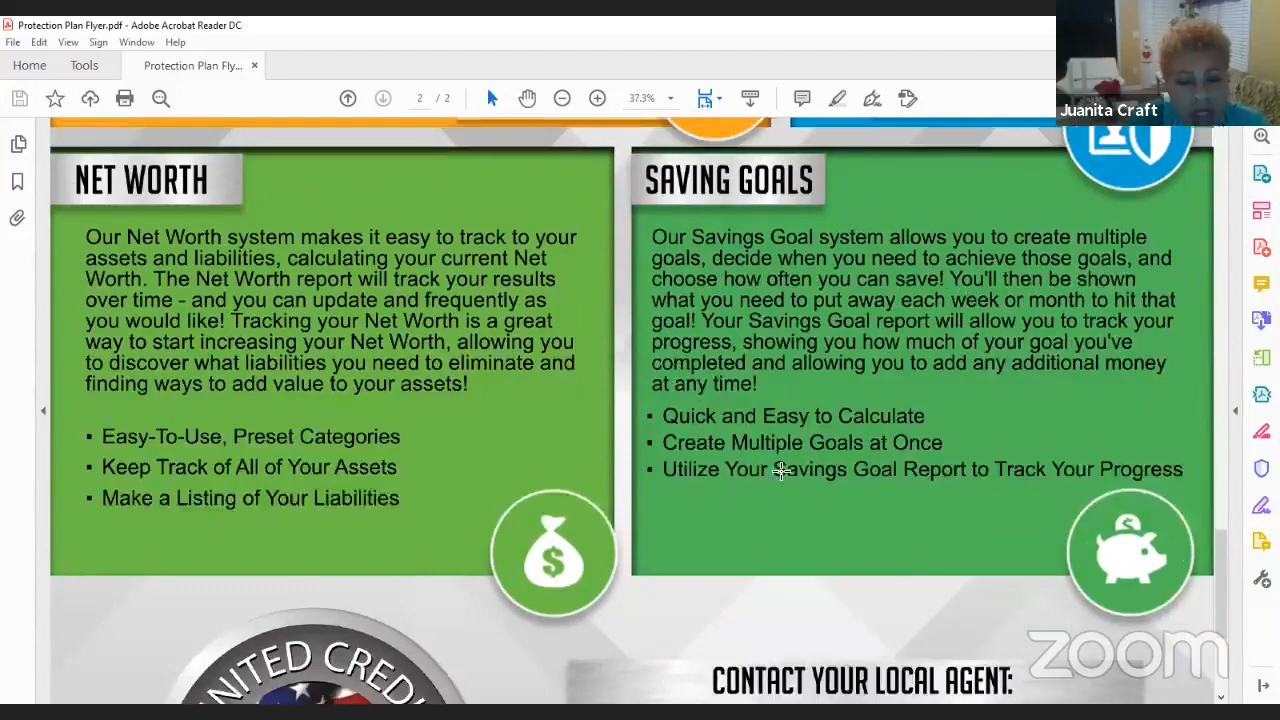 Protection Plan Flyer.pdf - Adobe Acrobat Reader DC
File Edit View Sign Window Help
Home Tools Protection Plan Fly... ×
2 / 2 37.3%
Juanita Craft
NET WORTH
Our Net Worth system makes it easy to track to your
assets and liabilities, calculating your current Net
Worth. The Net Worth report will track your results
over time - and you can update and frequently as
you would like! Tracking your Net Worth is a great
way to start increasing your Net Worth, allowing you
to discover what liabilities you need to eliminate and
finding ways to add value to your assets!
▪ Easy-To-Use, Preset Categories
▪ Keep Track of All of Your Assets
▪ Make a Listing of Your Liabilities
$
SAVING GOALS
Our Savings Goal system allows you to create multiple
goals, decide when you need to achieve those goals, and
choose how often you can save! You'll then be shown
what you need to put away each week or month to hit that
goal! Your Savings Goal report will allow you to track your
progress, showing you how much of your goal you've
completed and allowing you to add any additional money
at any time!
▪ Quick and Easy to Calculate
▪ Create Multiple Goals at Once
▪ Utilize Your Savings Goal Report to Track Your Progress
$
NITED CREDI
CONTACT YOUR LOCAL AGENT:
zoom